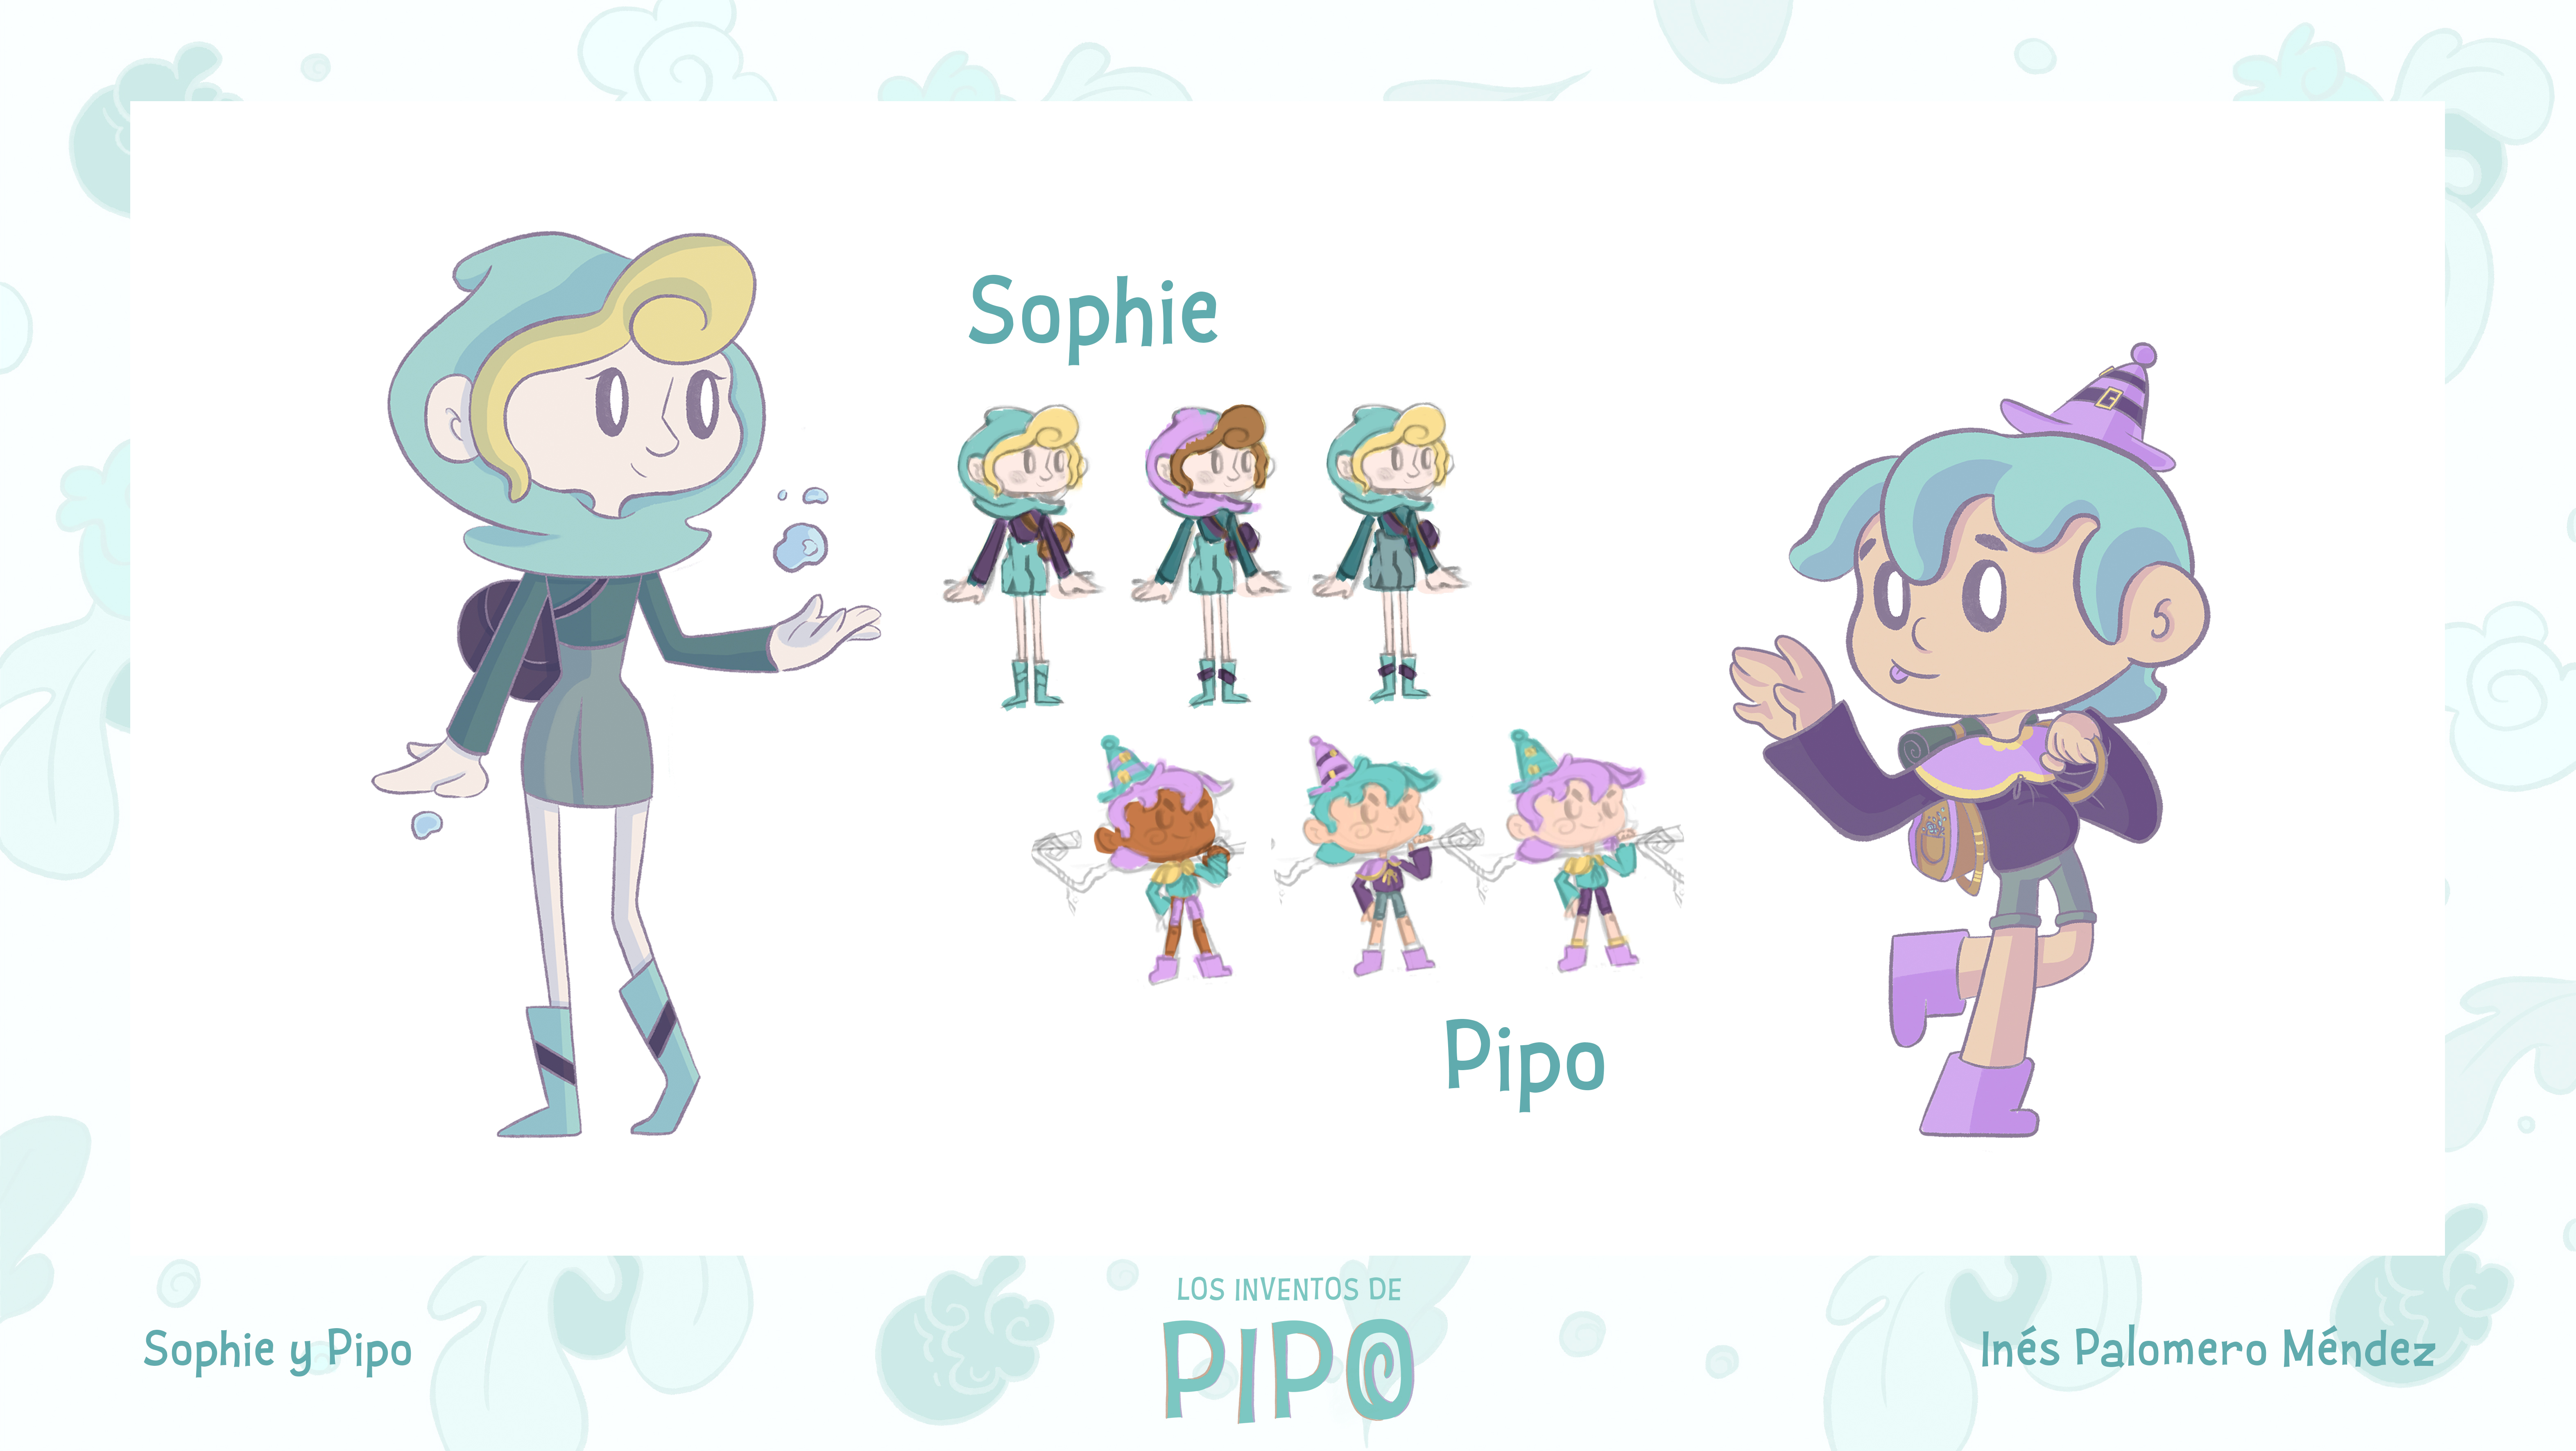 Sophie
Pipo
Sophie y Pipo
LOS INVENTOS DE
PIPO
Inés Palomero Méndez